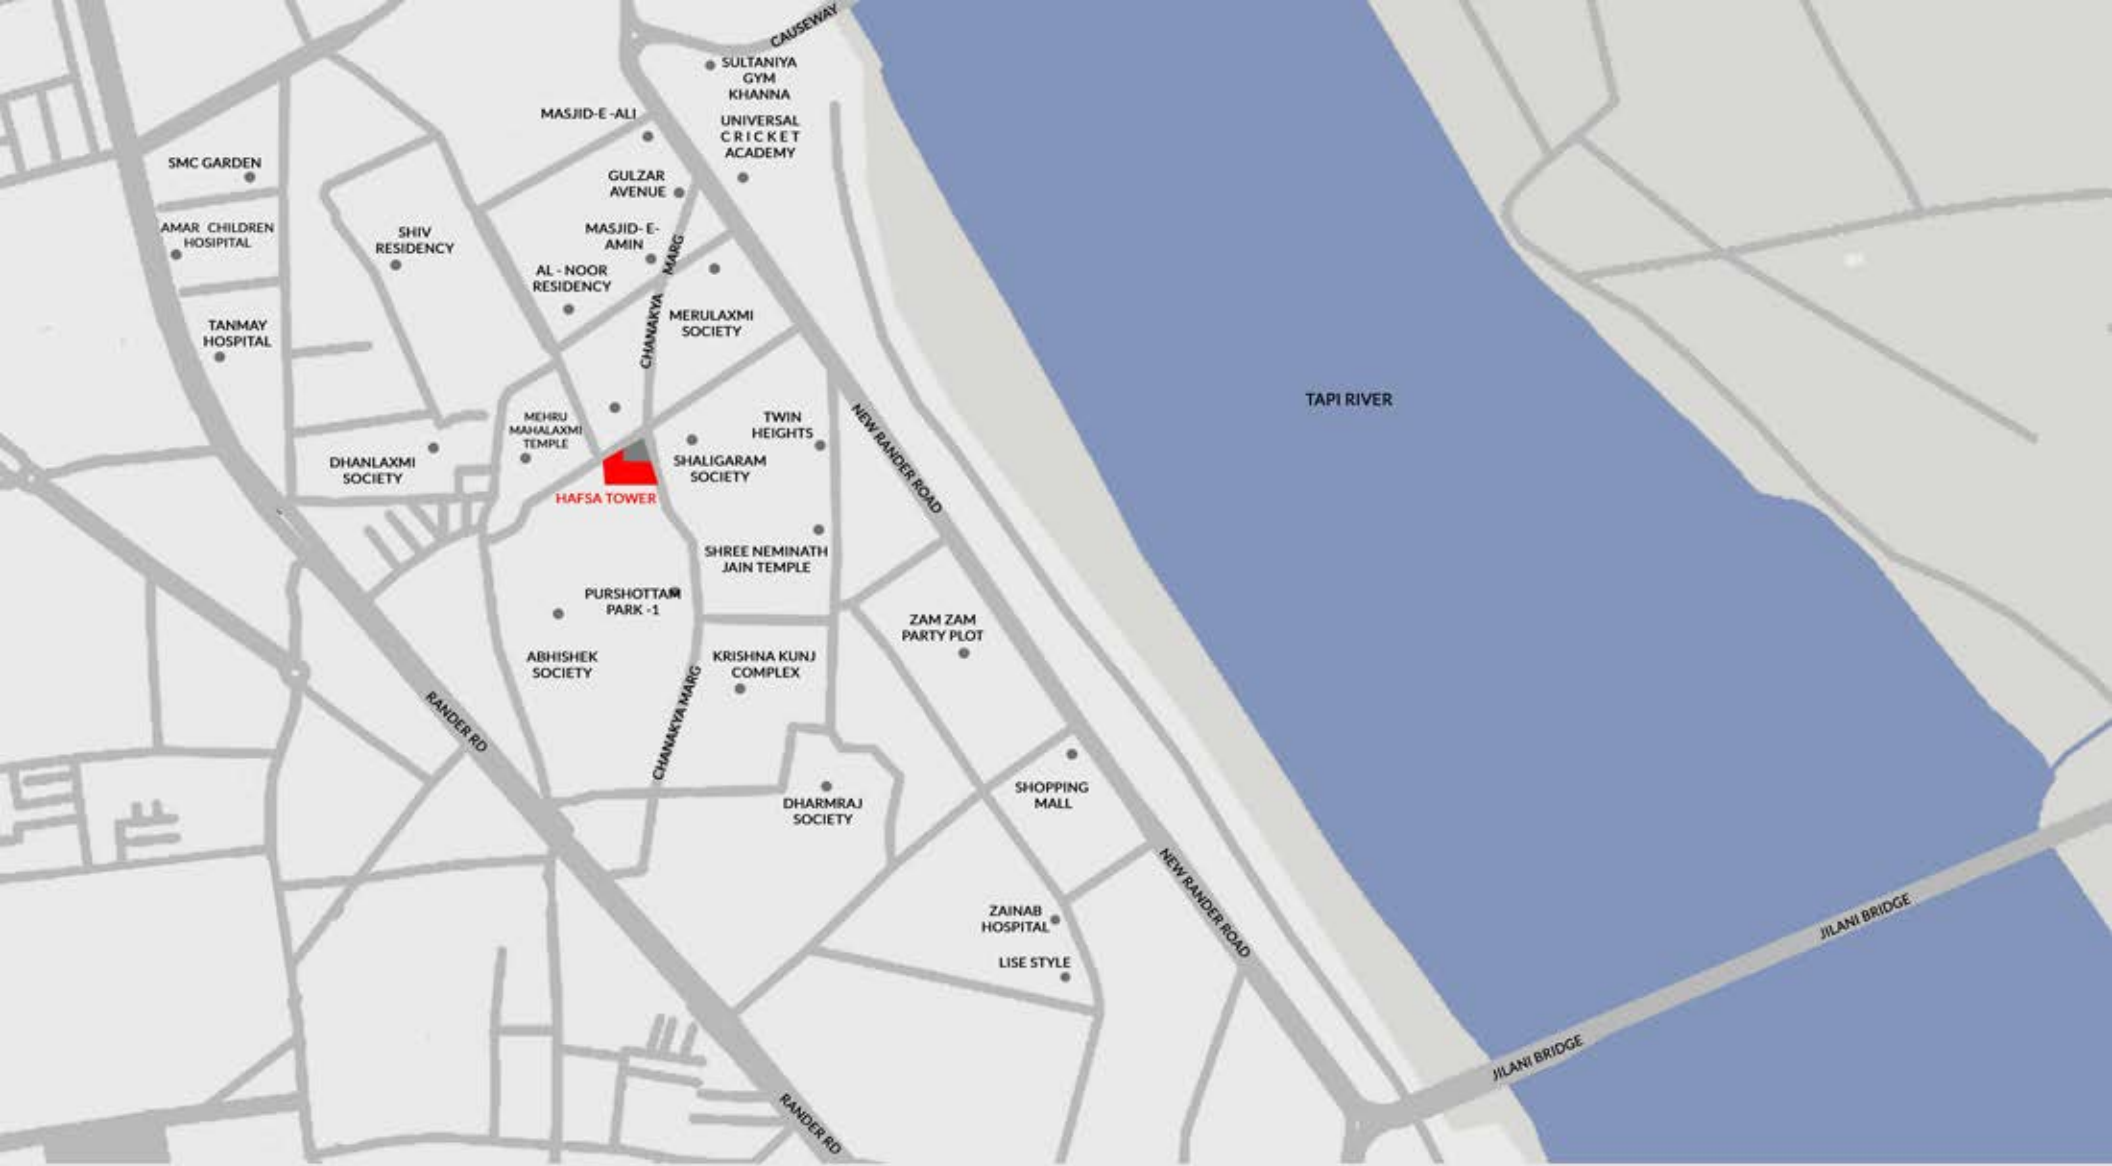 CAUSEWAY
SULTANIYA
GYM
KHANNA
MASJID-E -ALI
UNIVERSAL
CRICKET
ACADEMY
SMC GARDEN
GULZAR
AVENUE
AMAR CHILDREN
HOSIPITAL
SHIV
RESIDENCY
MASJID- E-
AMIN
CHANAKYA MARG
AL - NOOR
RESIDENCY
MERULAXMI
SOCIETY
TANMAY
HOSPITAL
TAPI RIVER
MEHRU
MAHALAXMI
TEMPLE
TWIN
HEIGHTS
NEW RANDER ROAD
DHANLAXMI
SOCIETY
SHALIGARAM
SOCIETY
HAFSA TOWER
SHREE NEMINATH
JAIN TEMPLE
PURSHOTTAM
PARK -1
ZAM ZAM
PARTY PLOT
ABHISHEK
SOCIETY
KRISHNA KUNJ
COMPLEX
CHANAKYA MARG
RANDER RD
SHOPPING
MALL
DHARMRAJ
SOCIETY
NEW RANDER ROAD
ZAINAB
HOSPITAL
LISE STYLE
JILANI BRIDGE
JILANI BRIDGE
RANDER RD